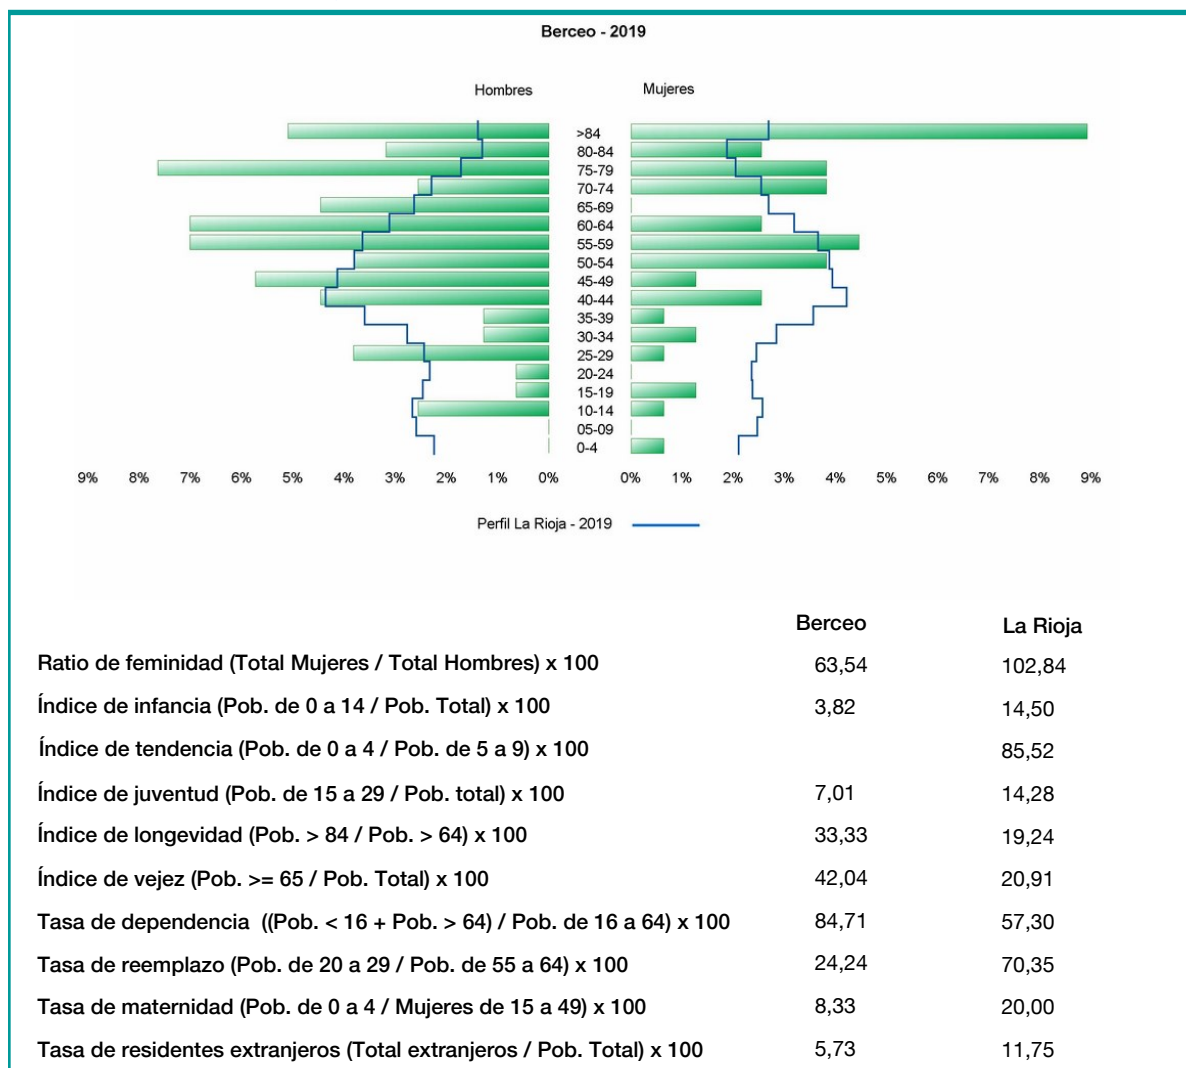 Berceo - 2019
Hombres Mujeres
>84
80-84
75-79
70-74
65-69
60-64
55-59
50-54
45-49
40-44
35-39
30-34
25-29
20-24
15-19
10-14
05-09
0-4
9% 8% 7% 6% 5% 4% 3% 2% 1% 0% 0% 1% 2% 3% 4% 5% 6% 7% 8% 9%
Perfil La Rioja - 2019
Berceo La Rioja
Ratio de feminidad (Total Mujeres / Total Hombres) x 100 63,54 102,84
Índice de infancia (Pob. de 0 a 14 / Pob. Total) x 100 3,82 14,50
Índice de tendencia (Pob. de 0 a 4 / Pob. de 5 a 9) x 100 85,52
Índice de juventud (Pob. de 15 a 29 / Pob. total) x 100 7,01 14,28
Índice de longevidad (Pob. > 84 / Pob. > 64) x 100 33,33 19,24
Índice de vejez (Pob. >= 65 / Pob. Total) x 100 42,04 20,91
Tasa de dependencia ((Pob. < 16 + Pob. > 64) / Pob. de 16 a 64) x 100 84,71 57,30
Tasa de reemplazo (Pob. de 20 a 29 / Pob. de 55 a 64) x 100 24,24 70,35
Tasa de maternidad (Pob. de 0 a 4 / Mujeres de 15 a 49) x 100 8,33 20,00
Tasa de residentes extranjeros (Total extranjeros / Pob. Total) x 100 5,73 11,75